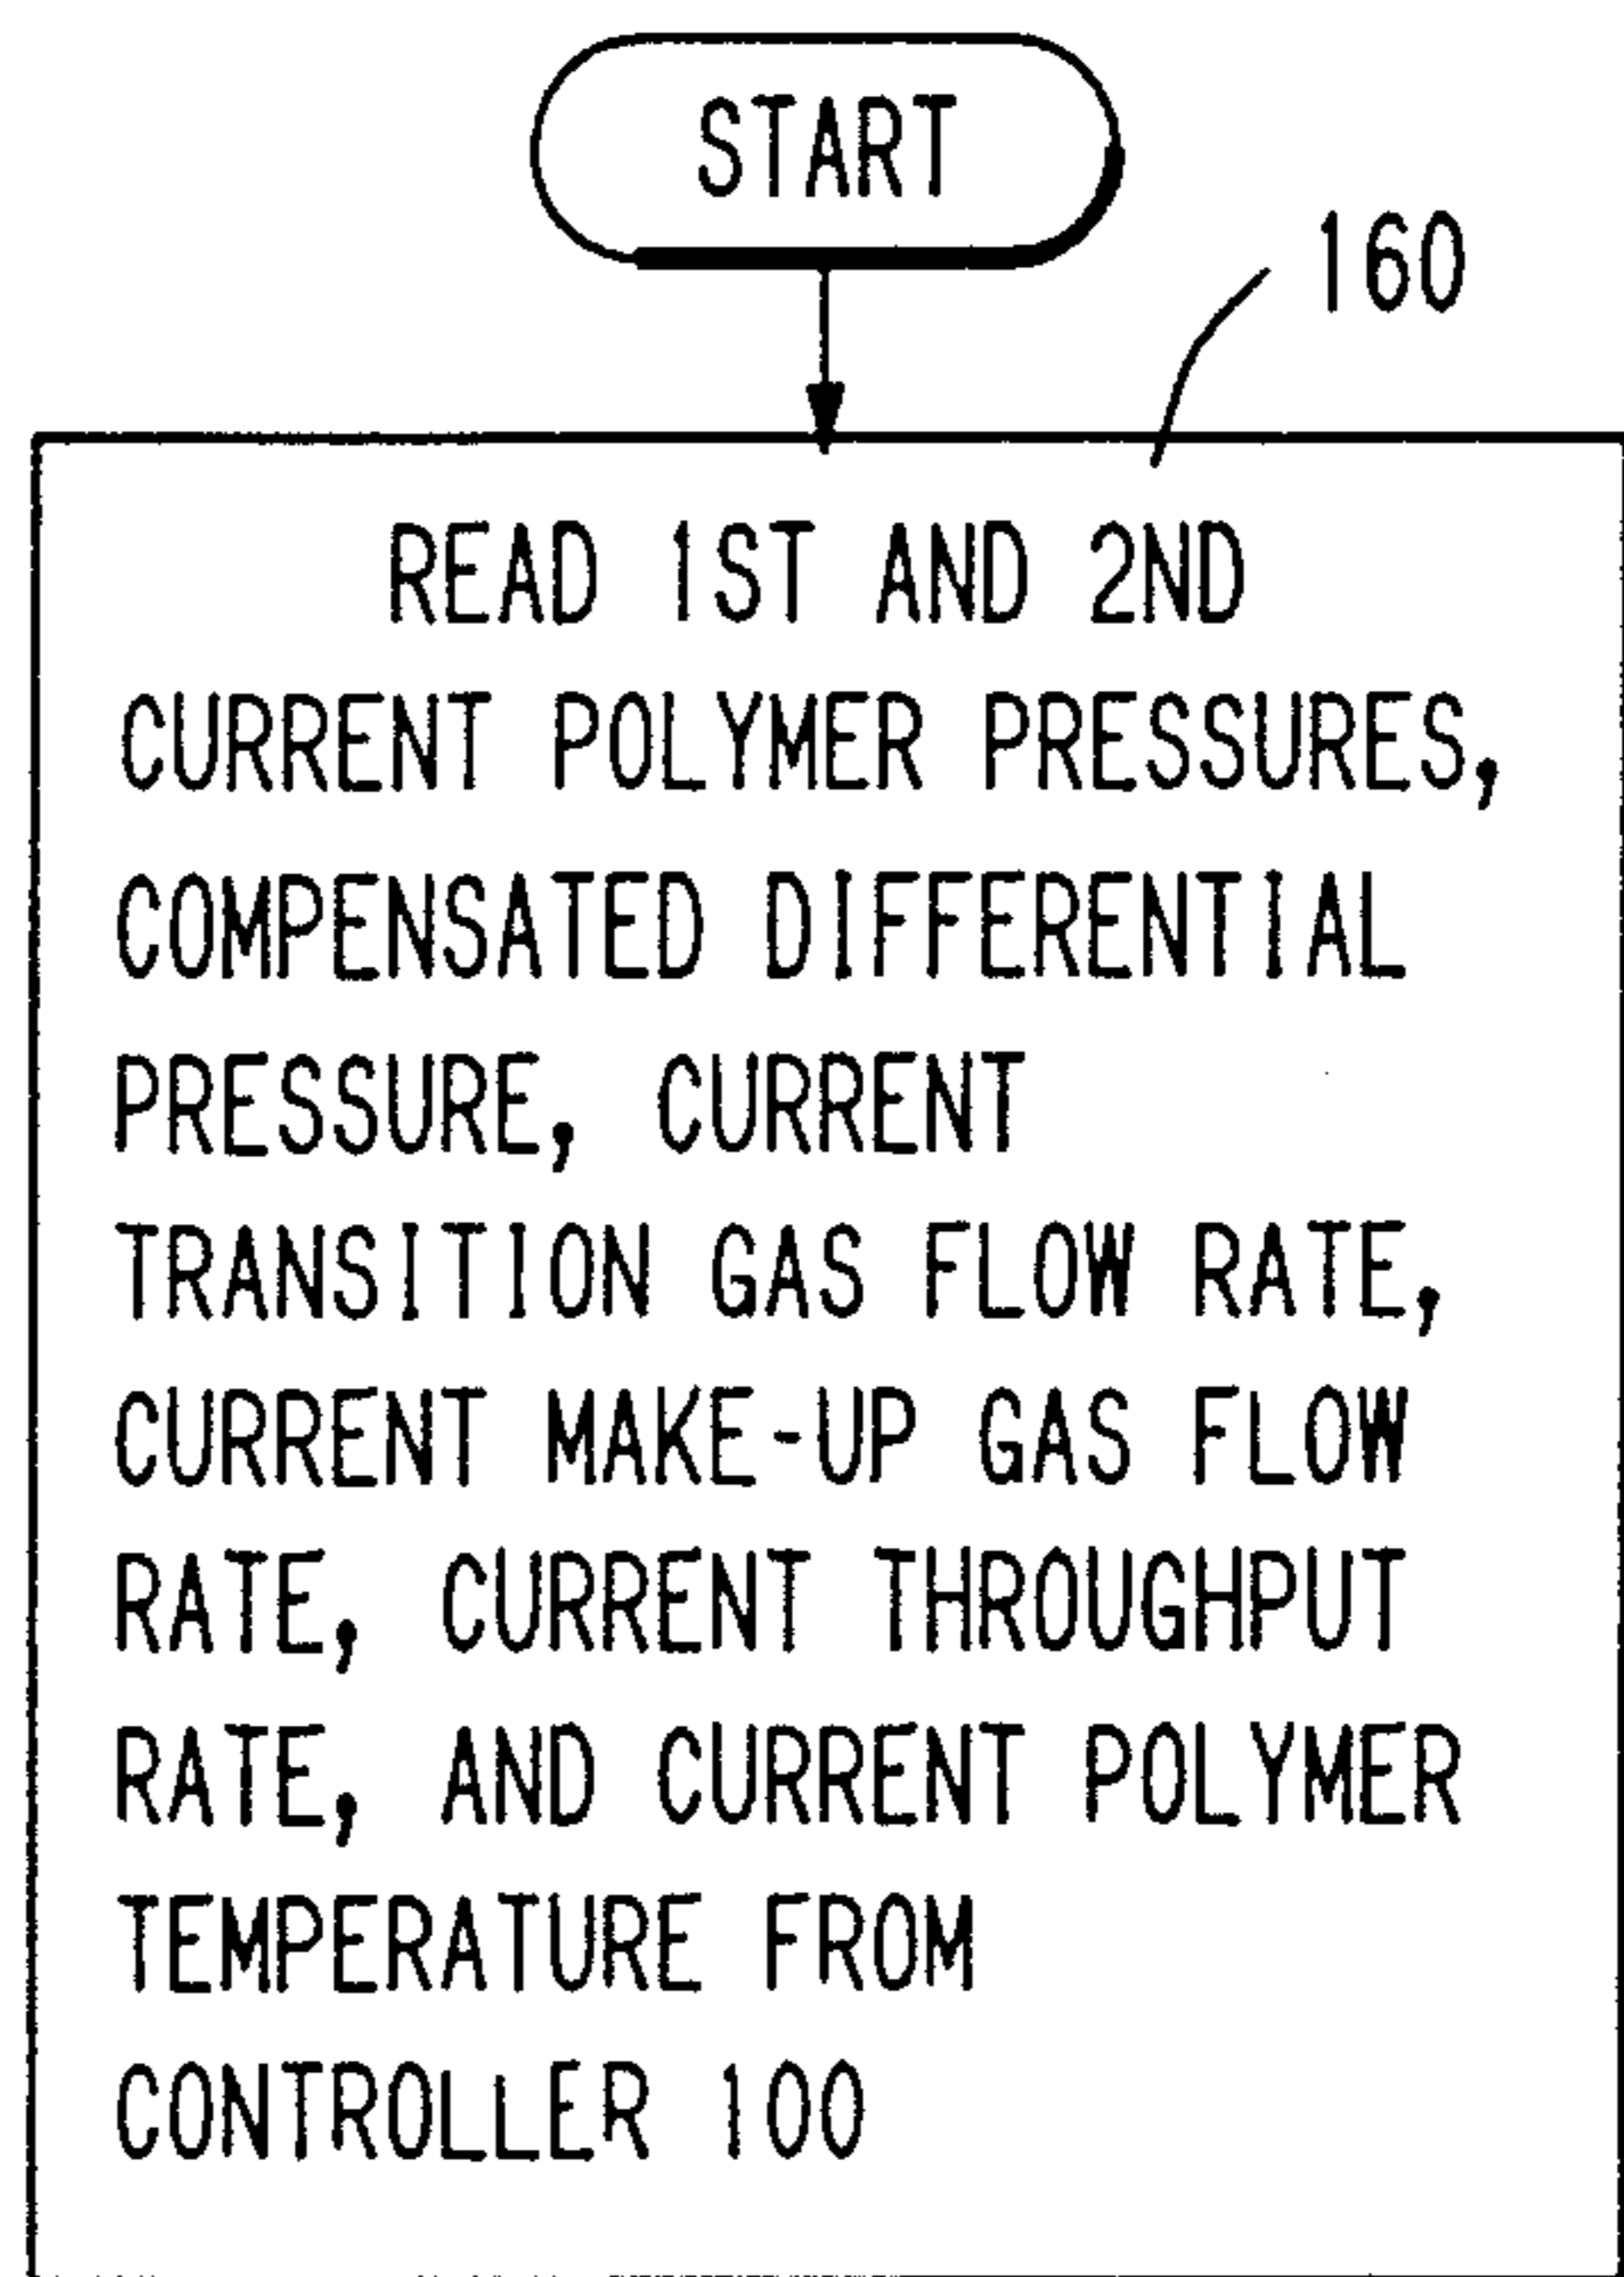 START
160
READ 1ST AND 2ND
CURRENT POLYMER PRESSURES,
COMPENSATED DIFFERENTIAL
PRESSURE, CURRENT
TRANSITION GAS FLOW RATE,
CURRENT MAKE-UP GAS FLOW
RATE, CURRENT THROUGHPUT
RATE, AND CURRENT POLYMER
TEMPERATURE FROM
CONTROLLER 100